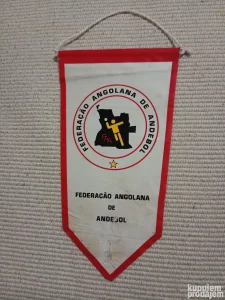 FEDERAÇÃO ANGOLANA DE ANDEBOL
FEDERAÇÃO ANGOLANA
DE
ANDEBOL
kupujem
prodajem